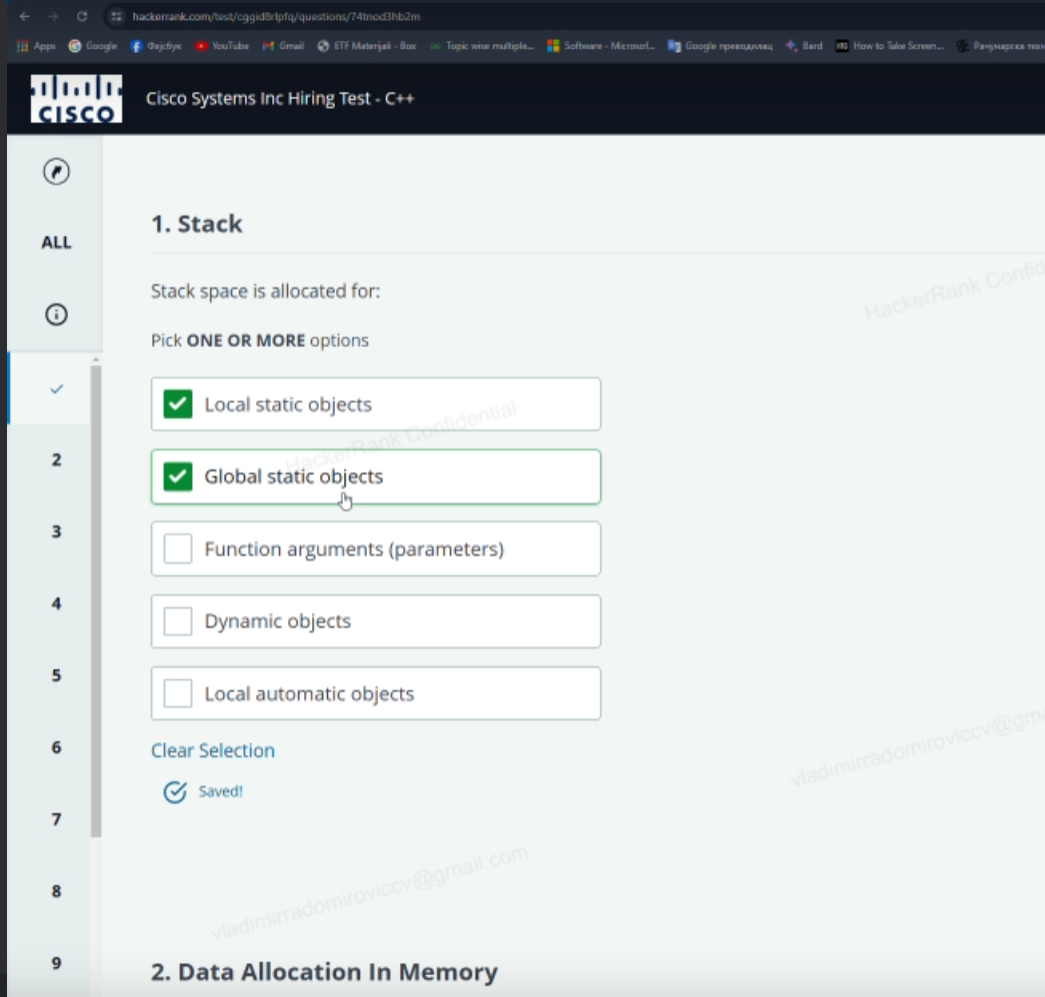 hackerrank.com/test/cggid8rlpfq/questions/74tnod3hb2m
Apps Google Фејсбук YouTube Gmail ETF Materijali - Box Topic wise multiple... Software - Microsof... Google преводилац Bard How to Take Screen... Рачунарска
CISCO
Cisco Systems Inc Hiring Test - C++
ALL
1. Stack
Stack space is allocated for:
Pick ONE OR MORE options
Local static objects
Global static objects
Function arguments (parameters)
Dynamic objects
Local automatic objects
Clear Selection
Saved!
2
3
4
5
6
7
8
9
2. Data Allocation In Memory
HackerRank Confid
HackerRank Confidential
vladimirradomiroviccv@gma
vladimirradomiroviccv@gmail.com